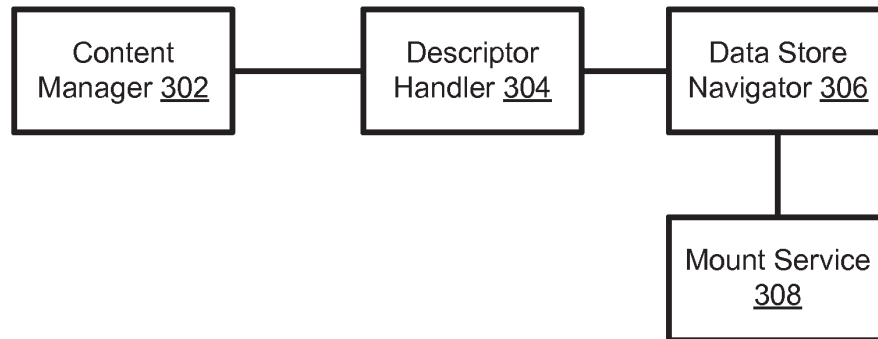 Content
Manager 302
Descriptor
Handler 304
Data Store
Navigator 306
Mount Service
308